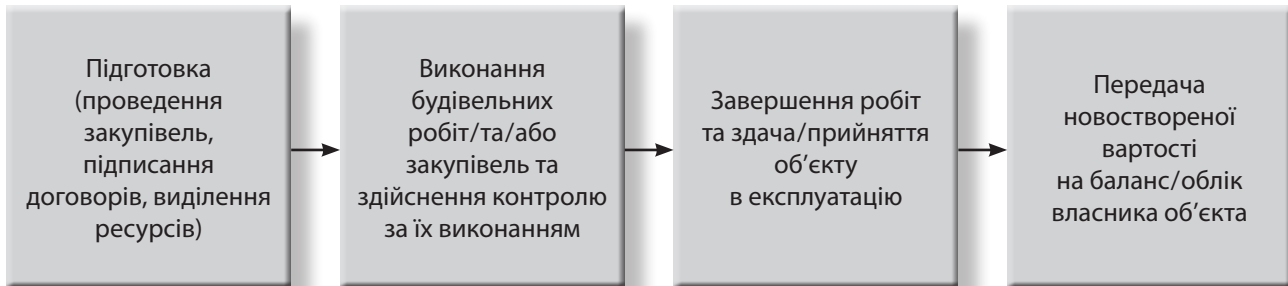 Підготовка
(проведення
закупівель,
підписання
договорів, виділення
ресурсів)
Виконання
будівельних
робіт/та/або
закупівель та
здійснення контролю
за їх виконанням
Завершення робіт
та здача/прийняття
об’єкту
в експлуатацію
Передача
новоствореної
вартості
на баланс/облік
власника об’єкта